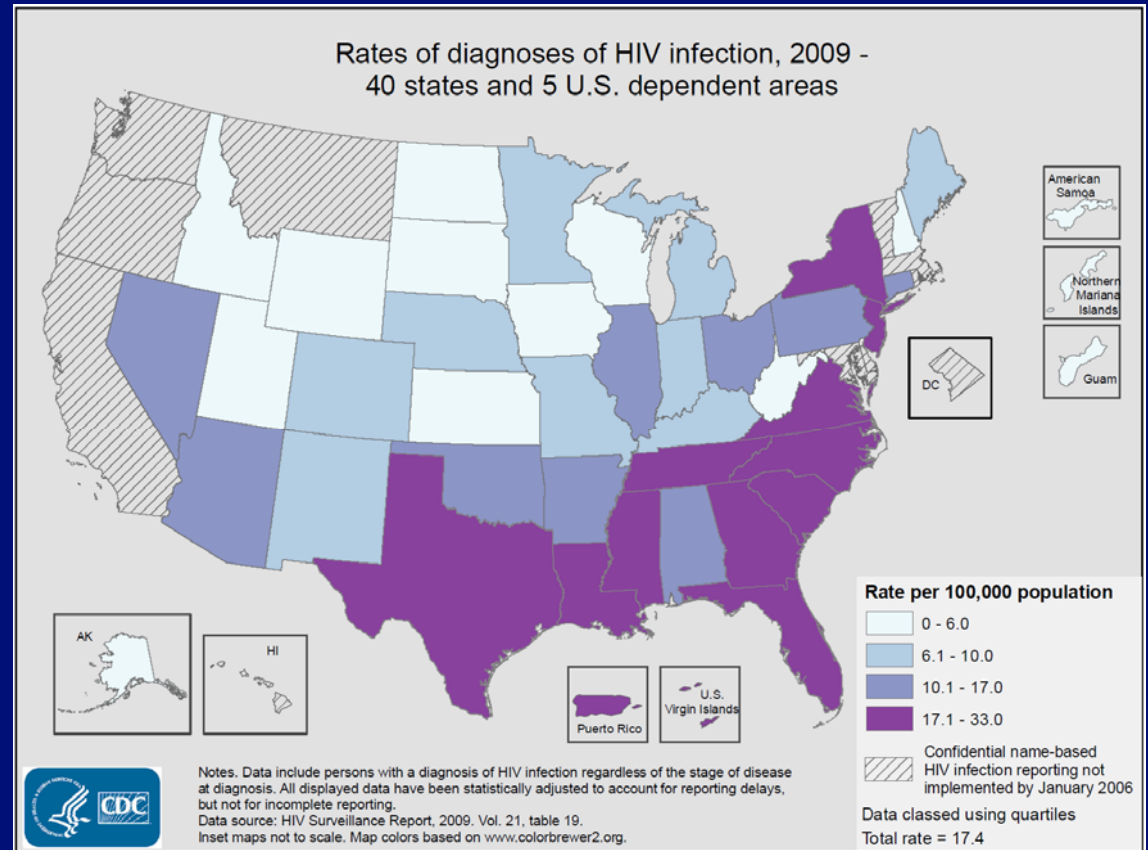 Rates of diagnoses of HIV infection, 2009 -
40 states and 5 U.S. dependent areas
American
Samoa
Northern
Mariana
Islands
Guam
DC
AK
HI
Puerto Rico
U.S.
Virgin Islands
Rate per 100,000 population
0 - 6.0
6.1 - 10.0
10.1 - 17.0
17.1 - 33.0
Confidential name-based
HIV infection reporting not
implemented by January 2006
Data classed using quartiles
Total rate = 17.4
CDC
Notes. Data include persons with a diagnosis of HIV infection regardless of the stage of disease
at diagnosis. All displayed data have been statistically adjusted to account for reporting delays,
but not for incomplete reporting.
Data source: HIV Surveillance Report, 2009. Vol. 21, table 19.
Inset maps not to scale. Map colors based on www.colorbrewer2.org.